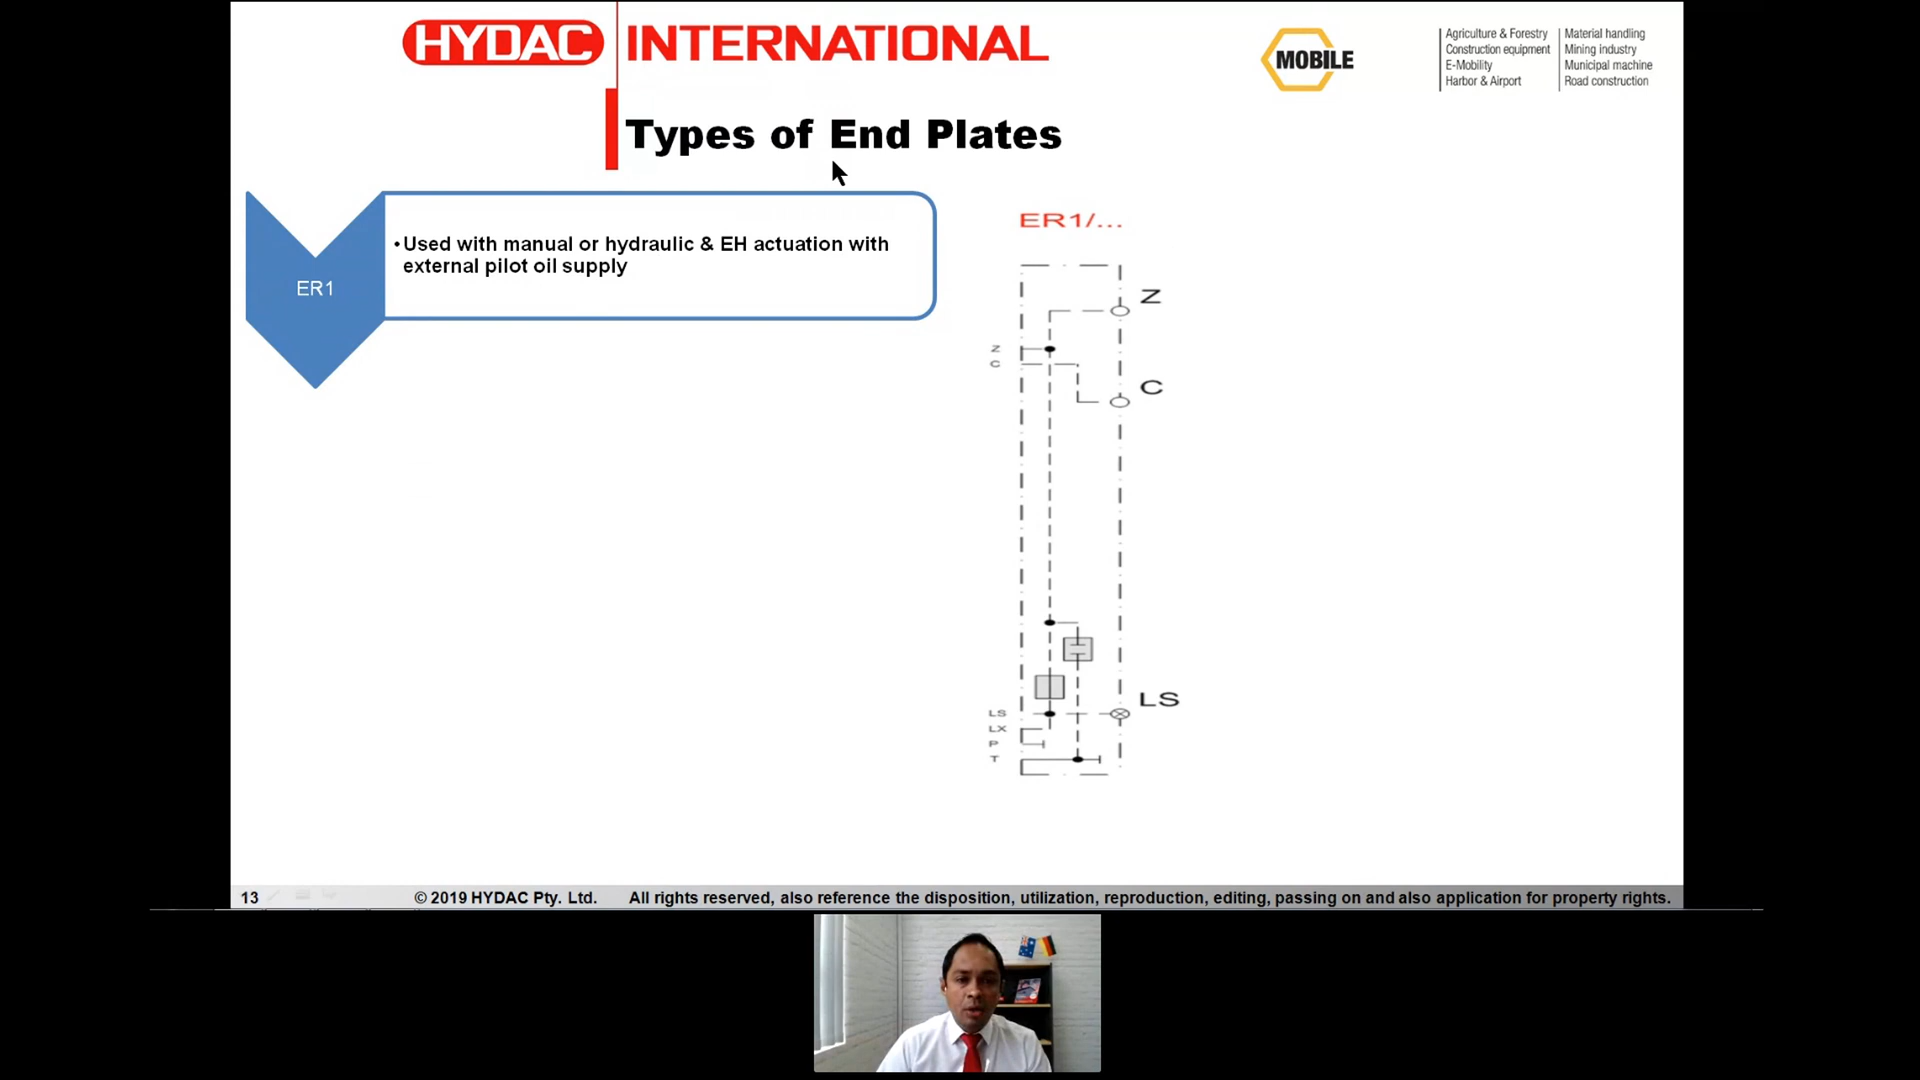 HYDAC INTERNATIONAL
MOBILE
Agriculture & Forestry
Construction equipment
E-Mobility
Harbor & Airport
Material handling
Mining industry
Municipal machine
Road construction
Types of End Plates
ER1
•Used with manual or hydraulic & EH actuation with
external pilot oil supply
ER1/...
Z
Z
C
C
LS
LS
LX
P
T
13 © 2019 HYDAC Pty. Ltd. All rights reserved, also reference the disposition, utilization, reproduction, editing, passing on and also application for property rights.